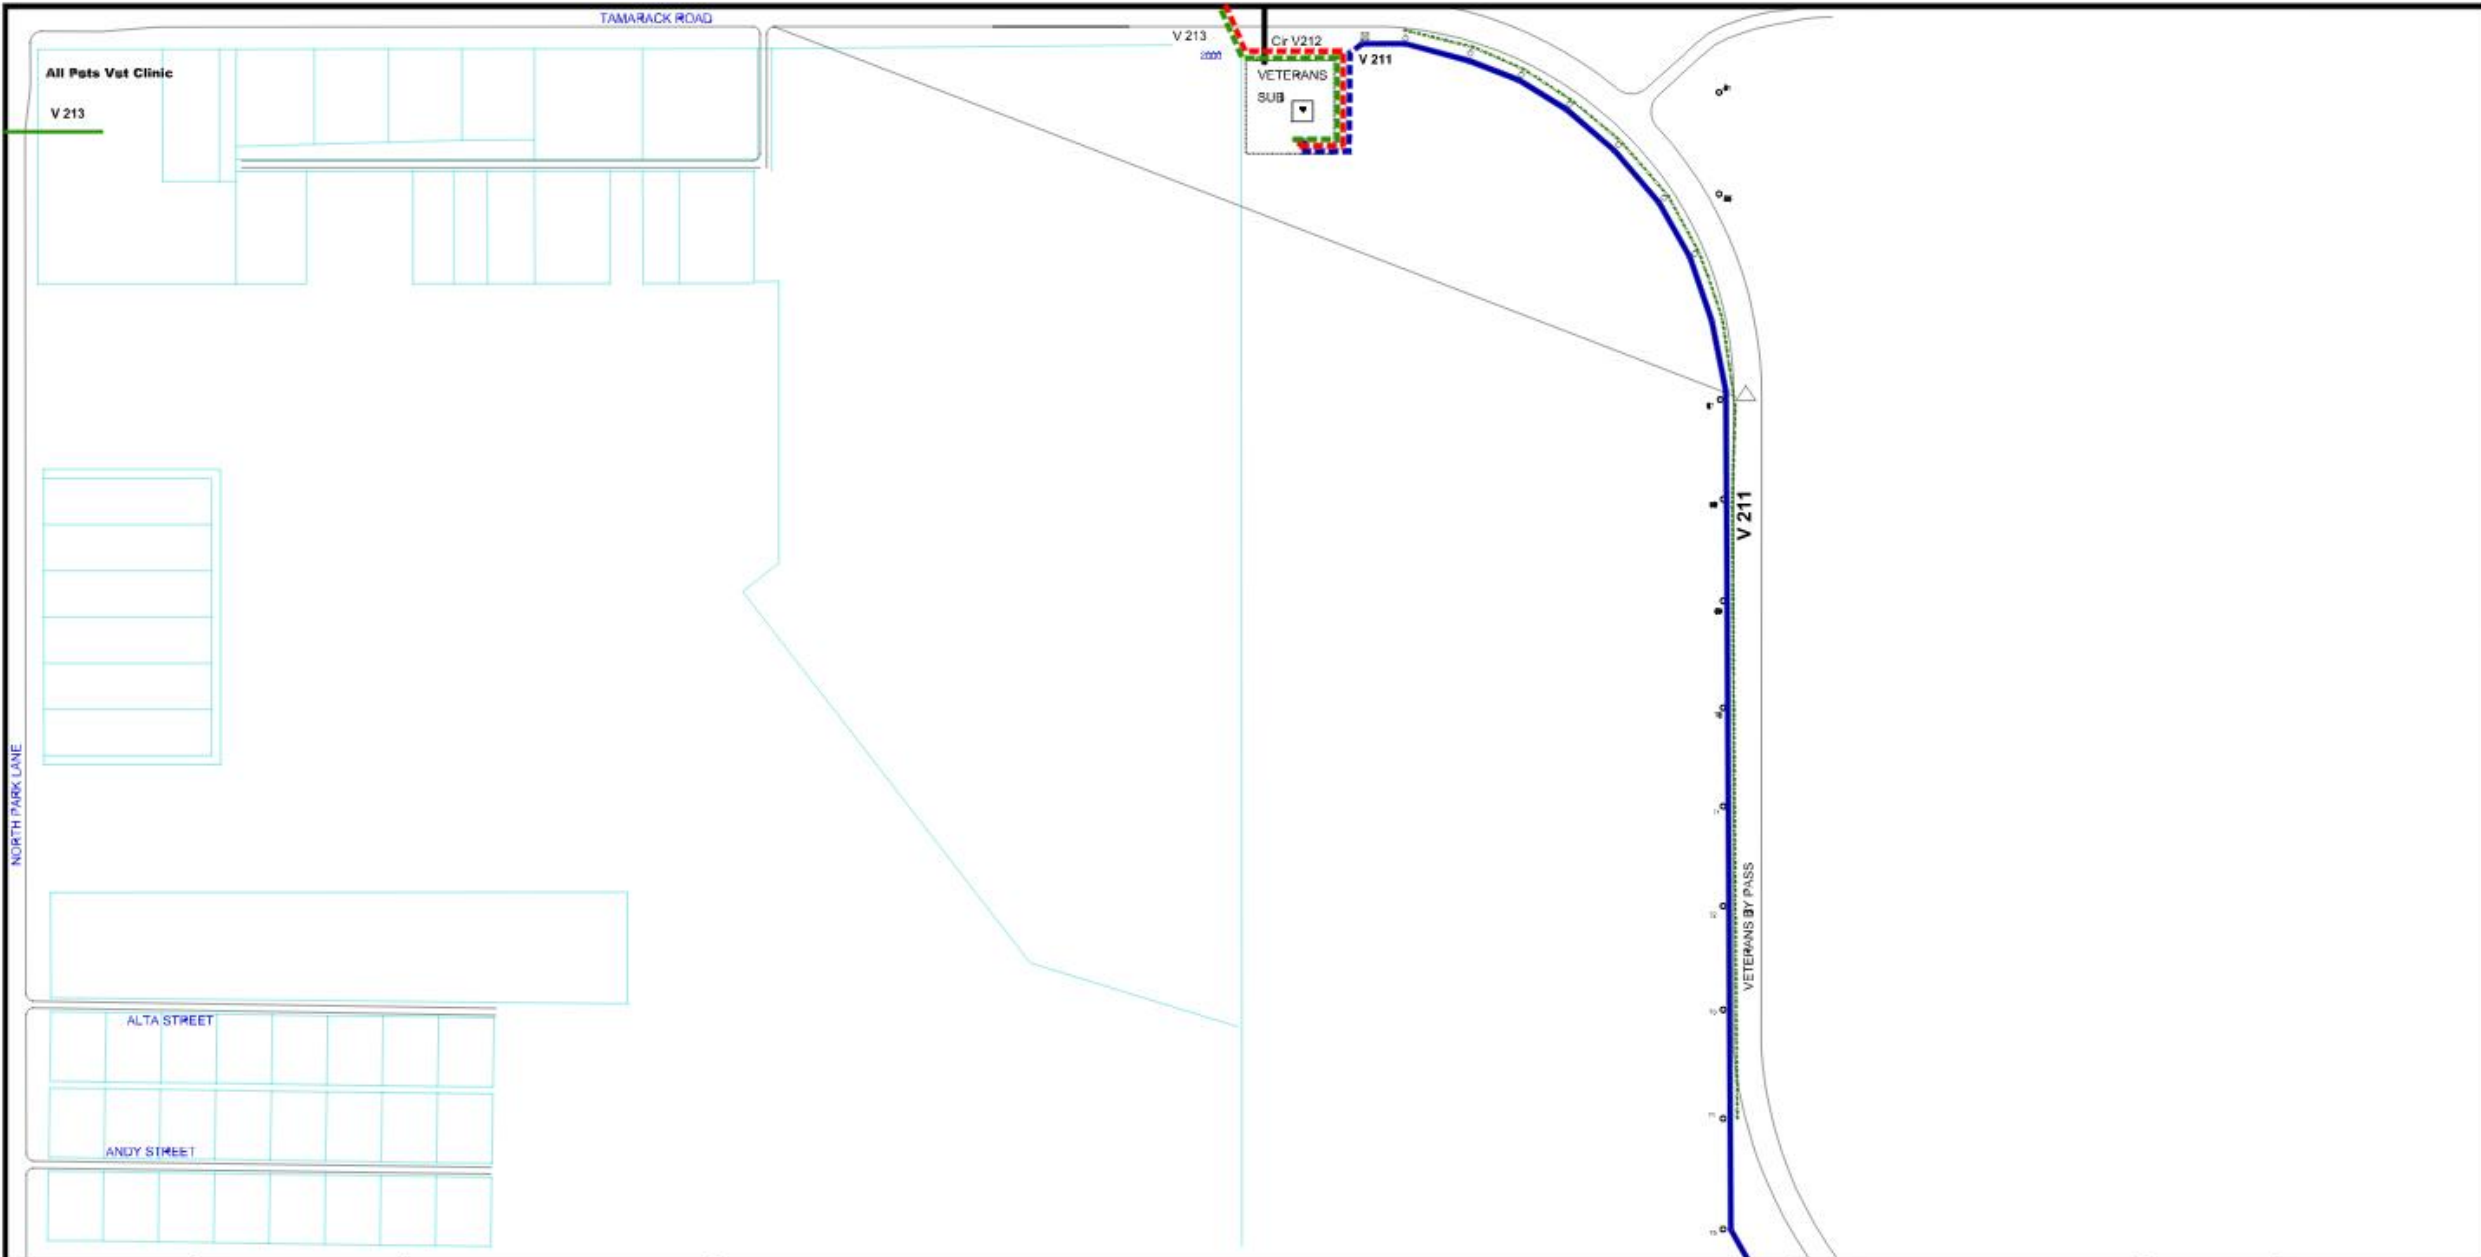 TAMARACK ROAD
V 213
Cir V212
2000
V 211
All Pets Vet Clinic
VETERANS
SUB
V 213
V 211
NORTH PARK LANE
VETERANS BY PASS
ALTA STREET
ANDY STREET